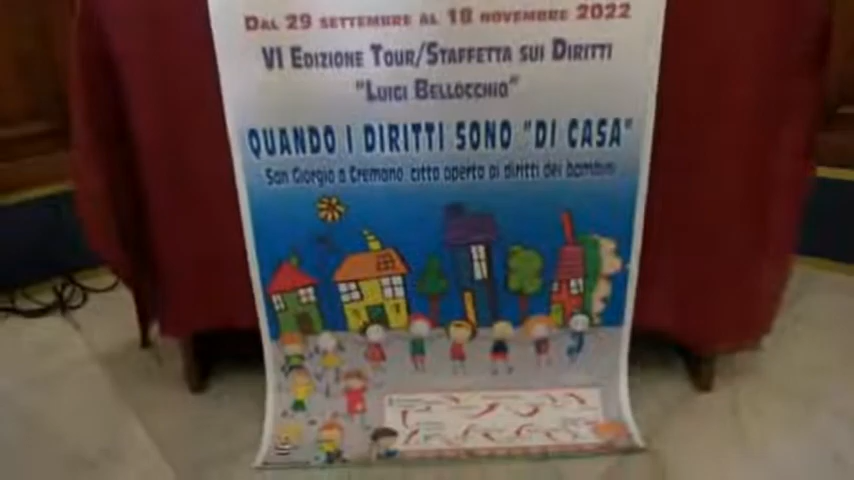 DAL 29 SETTEMBRE AL 18 NOVEMBRE 2022
VI EDIZIONE TOUR/STAFFETTA SUI DIRITTI
"LUIGI BELLOCCHIO"
QUANDO I DIRITTI SONO "DI CASA"
San Giorgio a Cremano, città aperta ai diritti dei bambini